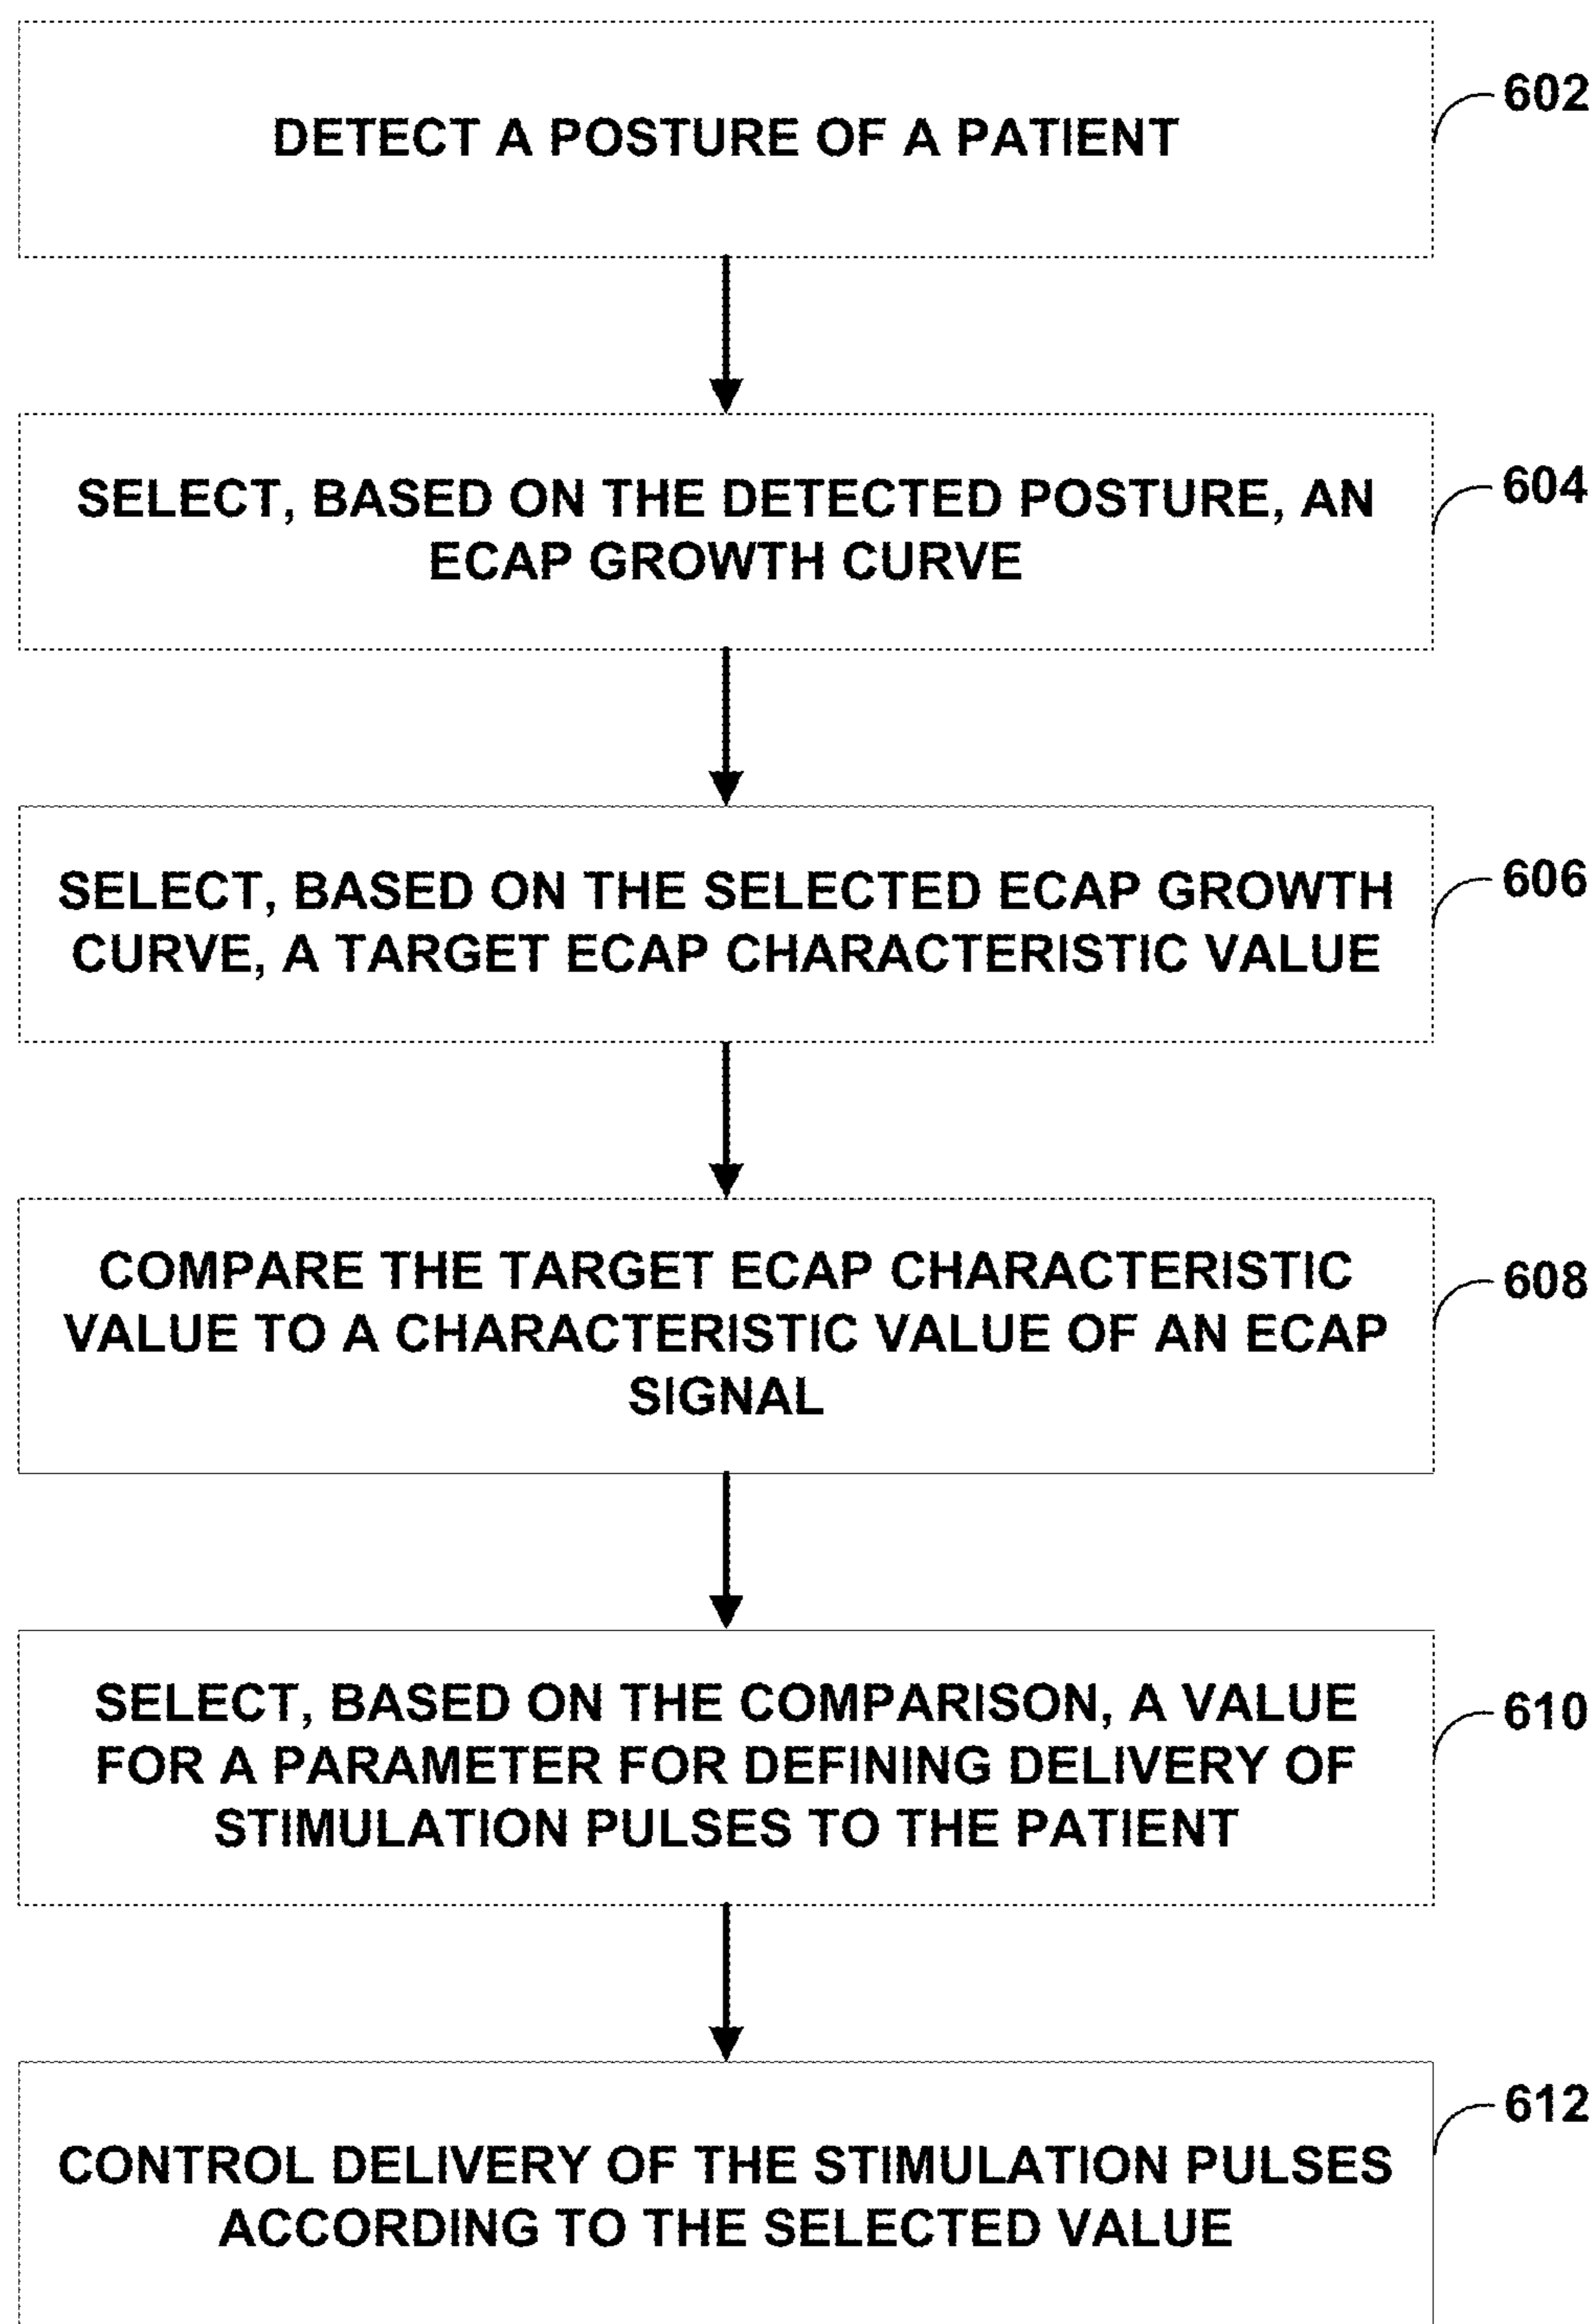 DETECT A POSTURE OF A PATIENT
602
SELECT, BASED ON THE DETECTED POSTURE, AN
ECAP GROWTH CURVE
604
SELECT, BASED ON THE SELECTED ECAP GROWTH
CURVE, A TARGET ECAP CHARACTERISTIC VALUE
606
COMPARE THE TARGET ECAP CHARACTERISTIC
VALUE TO A CHARACTERISTIC VALUE OF AN ECAP
SIGNAL
608
SELECT, BASED ON THE COMPARISON, A VALUE
FOR A PARAMETER FOR DEFINING DELIVERY OF
STIMULATION PULSES TO THE PATIENT
610
CONTROL DELIVERY OF THE STIMULATION PULSES
ACCORDING TO THE SELECTED VALUE
612